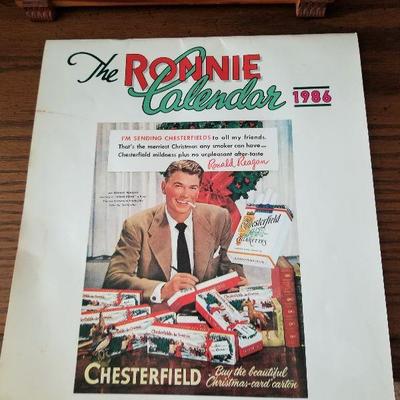 The RONNIE
Calendar 1986
I'M SENDING CHESTERFIELDS to all my friends.
That's the merriest Christmas any smoker can have—
Chesterfield mildness plus no unpleasant after-taste
Ronald Reagan
Chesterfield
CIGARETTES
CHESTERFIELD
Buy the beautiful
Christmas-card carton